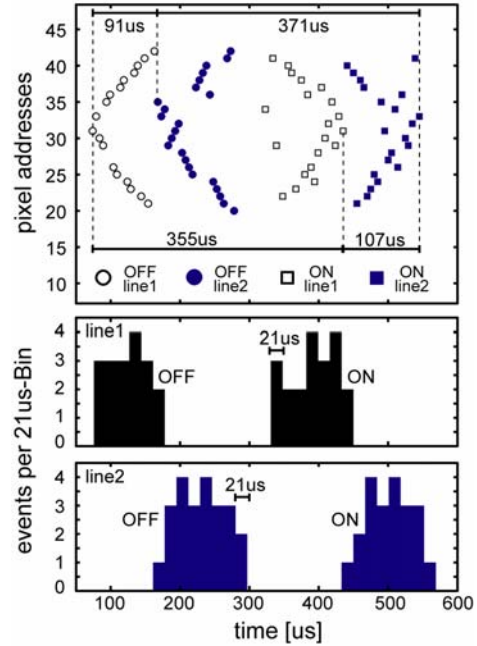 91us 371us
45
40
35
30
25
20
15
10
pixel addresses
355us 107us
OFF line1 OFF line2 ON line1 ON line2
4
3
2
1
0
line1
21us
OFF ON
events per 21us-Bin
4
3
2
1
0
line2
21us
OFF ON
100 200 300 400 500 600
time [us]